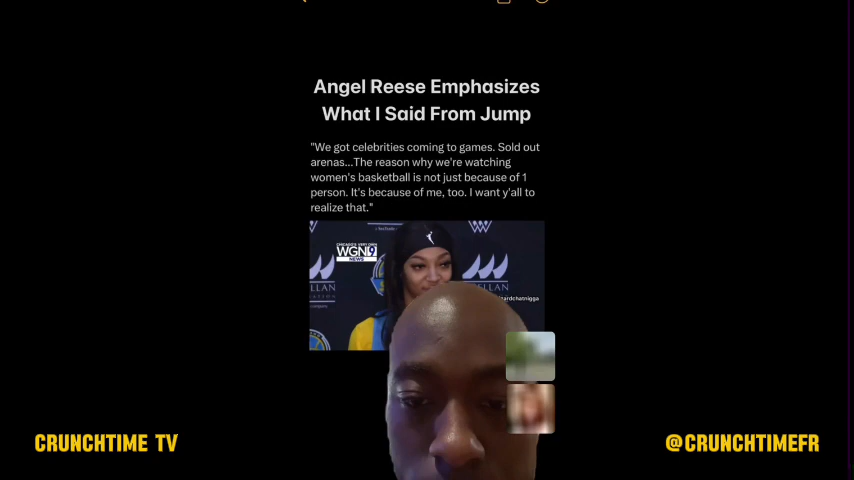 Angel Reese Emphasizes
What I Said From Jump
"We got celebrities coming to games. Sold out
arenas...The reason why we're watching
women's basketball is not just because of 1
person. It's because of me, too. I want y'all to
realize that."
WGN9
NEWS
CRUNCHTIME TV
@CRUNCHTIMEFR